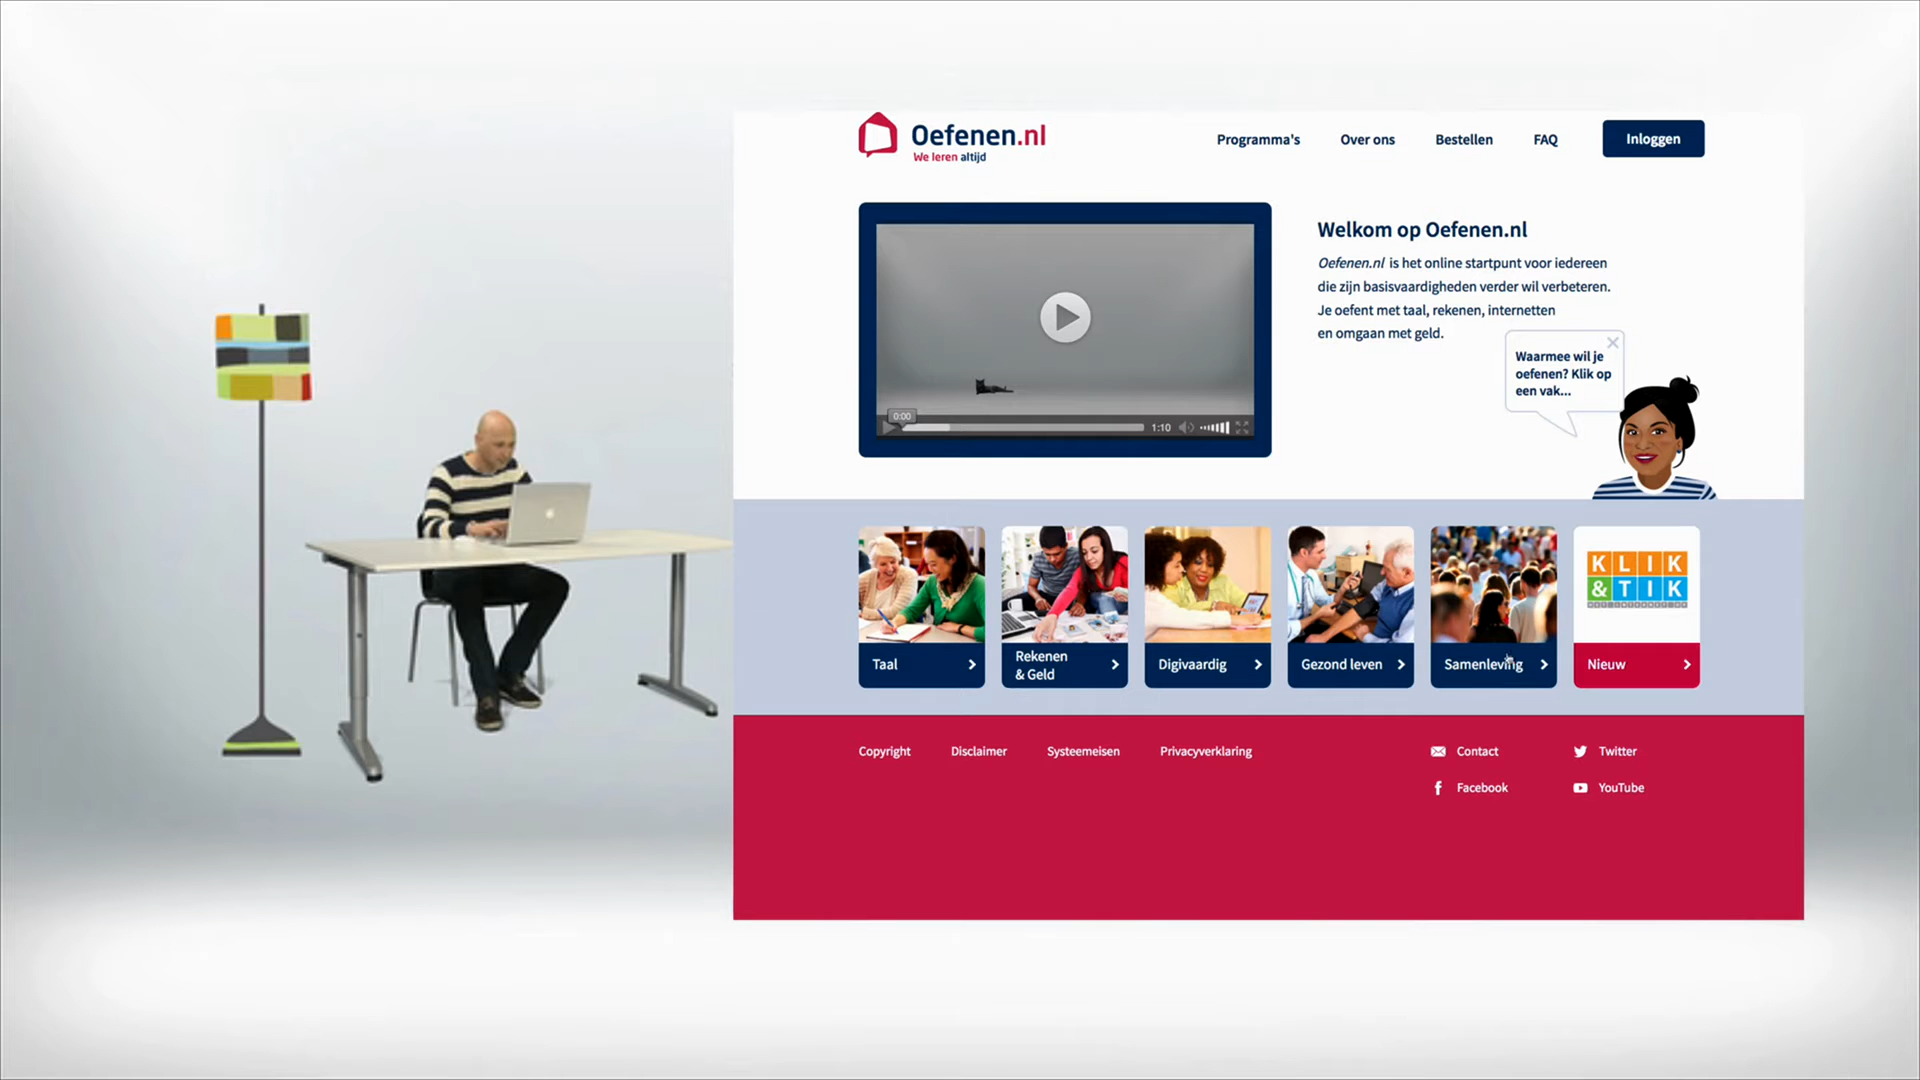 Oefenen.nl
We leren altijd
Programma's
Over ons
Bestellen
FAQ
Inloggen
Welkom op Oefenen.nl
Oefenen.nl is het online startpunt voor iedereen
die zijn basisvaardigheden verder wil verbeteren.
Je oefent met taal, rekenen, internetten
en omgaan met geld.
Waarmee wil je
oefenen? Klik op
een vak...
0:00
1:10
KLIK
& TIK
Taal
Rekenen
& Geld
Digivaardig
Gezond leven
Samenleving
Nieuw
Copyright
Disclaimer
Systeemeisen
Privacyverklaring
Contact
Twitter
Facebook
YouTube